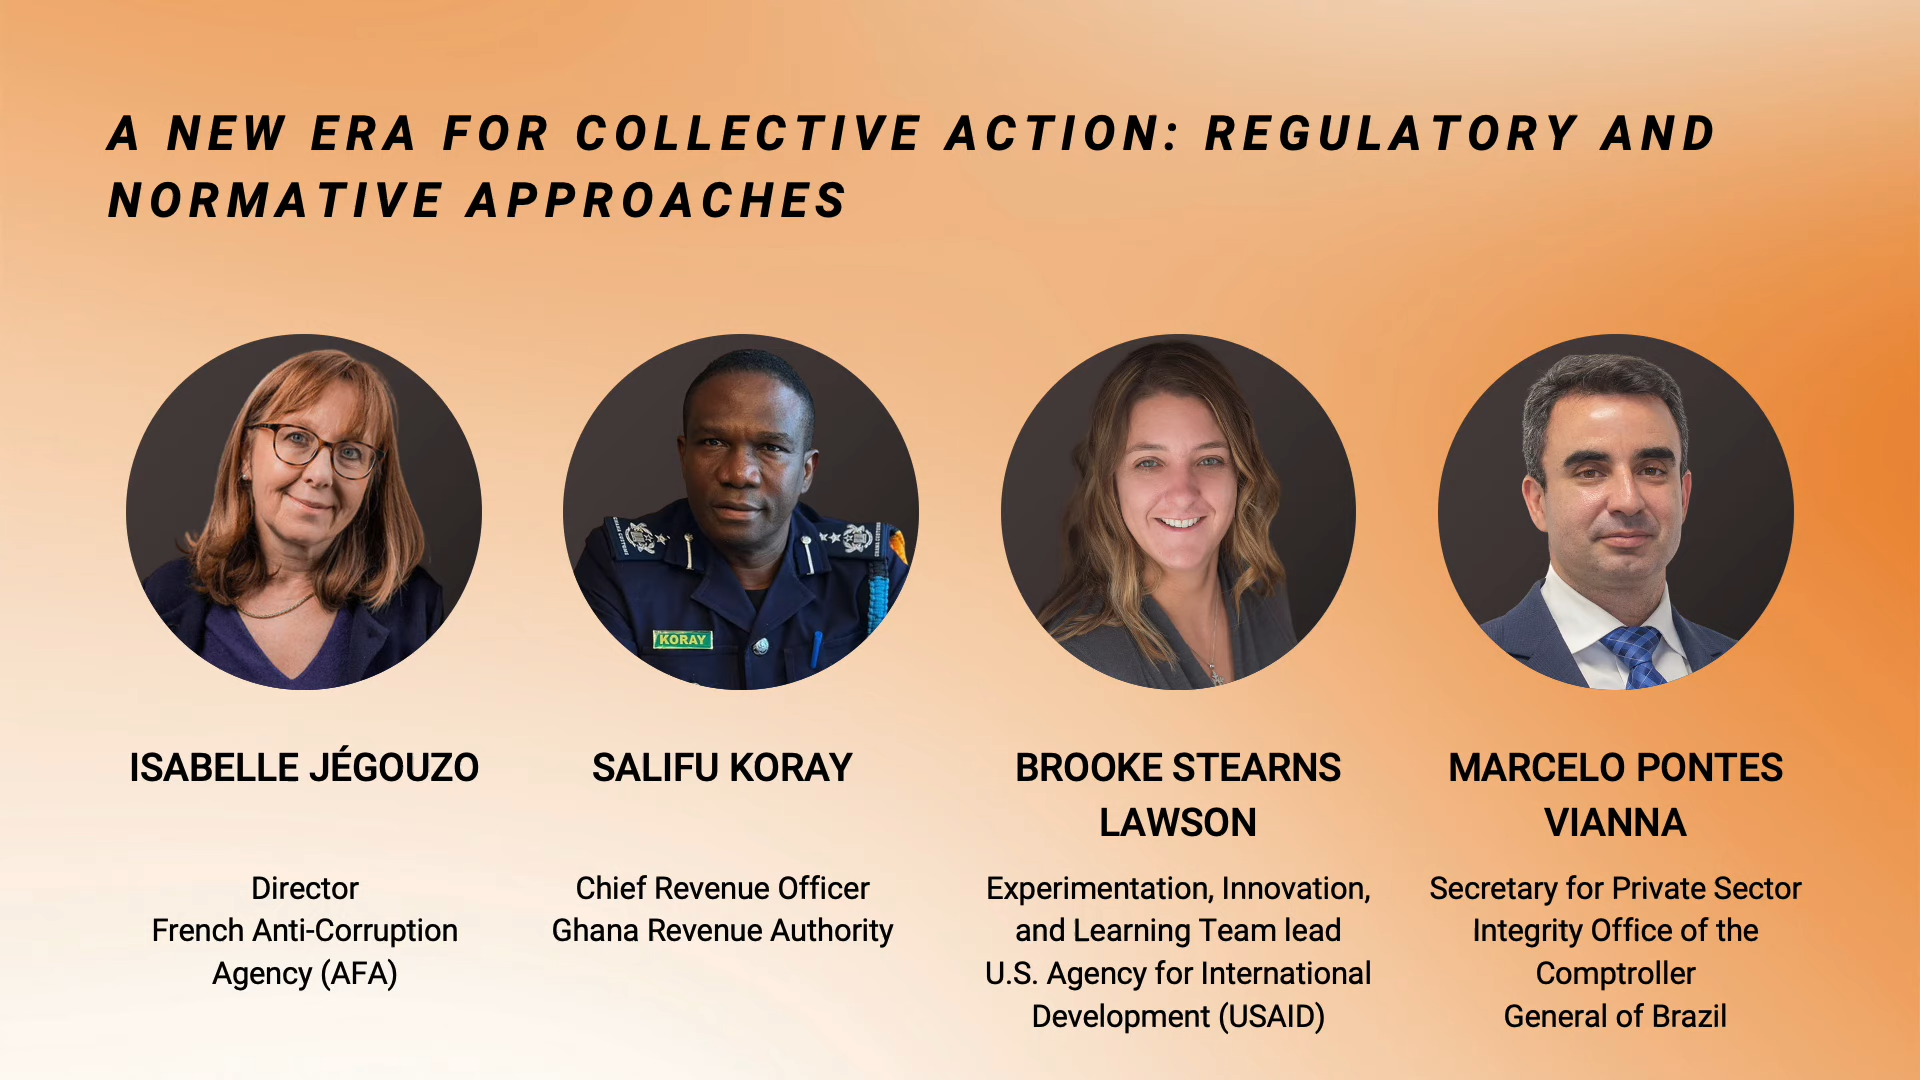 A NEW ERA FOR COLLECTIVE ACTION: REGULATORY AND
NORMATIVE APPROACHES
KORAY
ISABELLE JÉGOUZO
Director
French Anti-Corruption
Agency (AFA)
SALIFU KORAY
Chief Revenue Officer
Ghana Revenue Authority
BROOKE STEARNS
LAWSON
Experimentation, Innovation,
and Learning Team lead
U.S. Agency for International
Development (USAID)
MARCELO PONTES
VIANNA
Secretary for Private Sector
Integrity Office of the
Comptroller
General of Brazil